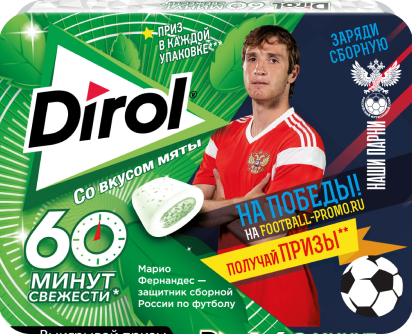 ПРИЗ
В КАЖДОЙ
УПАКОВКЕ**
ЗАРЯДИ
СБОРНУЮ
Dirol®
НАШИ ПАРНИ
Со вкусом мяты
60
МИНУТ
СВЕЖЕСТИ*
НА ПОБЕДЫ!
НА FOOTBALL-PROMO.RU
ПОЛУЧАЙ ПРИЗЫ**
Марио
Фернандес —
защитник сборной
России по футболу